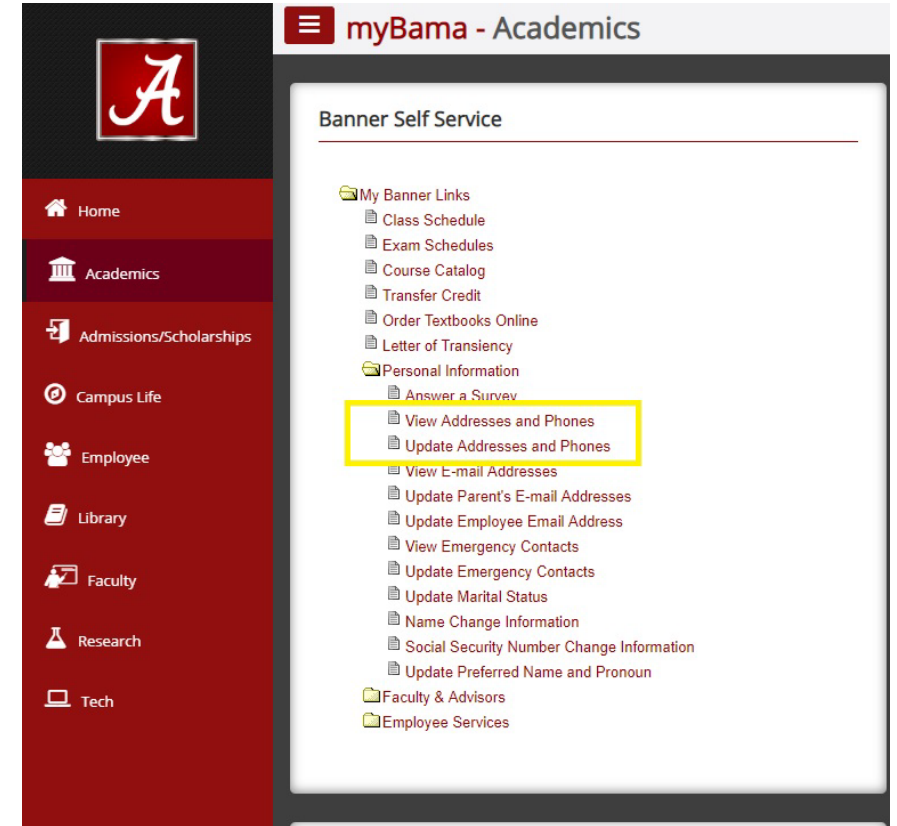 A
myBama - Academics
Home
Academics
Admissions/Scholarships
Campus Life
Employee
Library
Faculty
Research
Tech
Banner Self Service
My Banner Links
Class Schedule
Exam Schedules
Course Catalog
Transfer Credit
Order Textbooks Online
Letter of Transiency
Personal Information
Answer a Survey
View Addresses and Phones
Update Addresses and Phones
View E-mail Addresses
Update Parent's E-mail Addresses
Update Employee Email Address
View Emergency Contacts
Update Emergency Contacts
Update Marital Status
Name Change Information
Social Security Number Change Information
Update Preferred Name and Pronoun
Faculty & Advisors
Employee Services